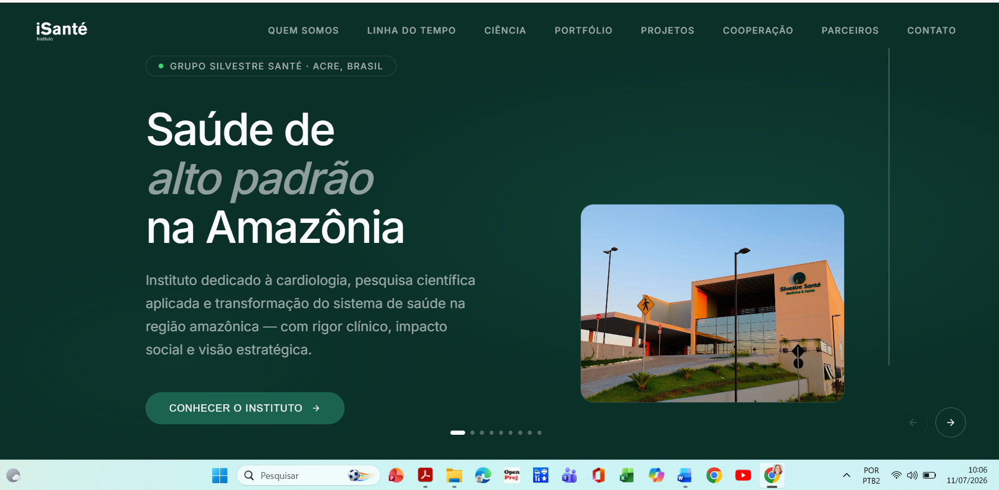 iSanté
Instituto
QUEM SOMOS LINHA DO TEMPO CIÊNCIA PORTFÓLIO PROJETOS COOPERAÇÃO PARCEIROS CONTATO
GRUPO SILVESTRE SANTÉ · ACRE, BRASIL
Saúde de
alto padrão
na Amazônia
Instituto dedicado à cardiologia, pesquisa científica
aplicada e transformação do sistema de saúde na
região amazônica — com rigor clínico, impacto
social e visão estratégica.
CONHECER O INSTITUTO
Silvestre Santé
Medicina & Saúde
Pesquisar
Open
Proj
POR
PTB2
10:06
11/07/2026